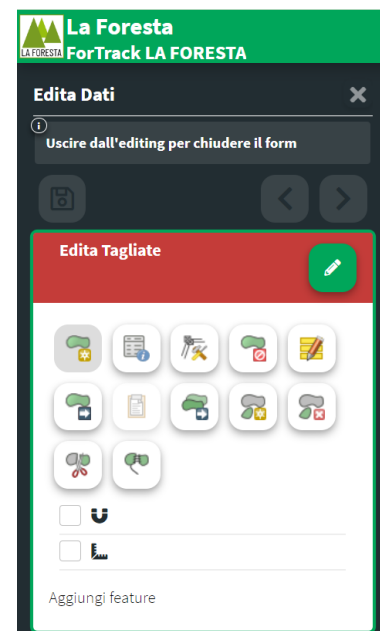 La Foresta
LA FORESTA
ForTrack LA FORESTA
Edita Dati
Uscire dall'editing per chiudere il form
Edita Tagliate
Aggiungi feature